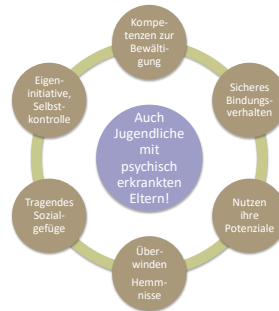 Kompe-
tenzen zur
Bewälti-
gung
Sicheres
Bindungs-
verhalten
Nutzen
ihre
Potenziale
Über-
winden
Hemm-
nisse
Tragendes
Sozial-
gefüge
Eigen-
initiative,
Selbst-
kontrolle
Auch
Jugendliche
mit
psychisch
erkrankten
Eltern!